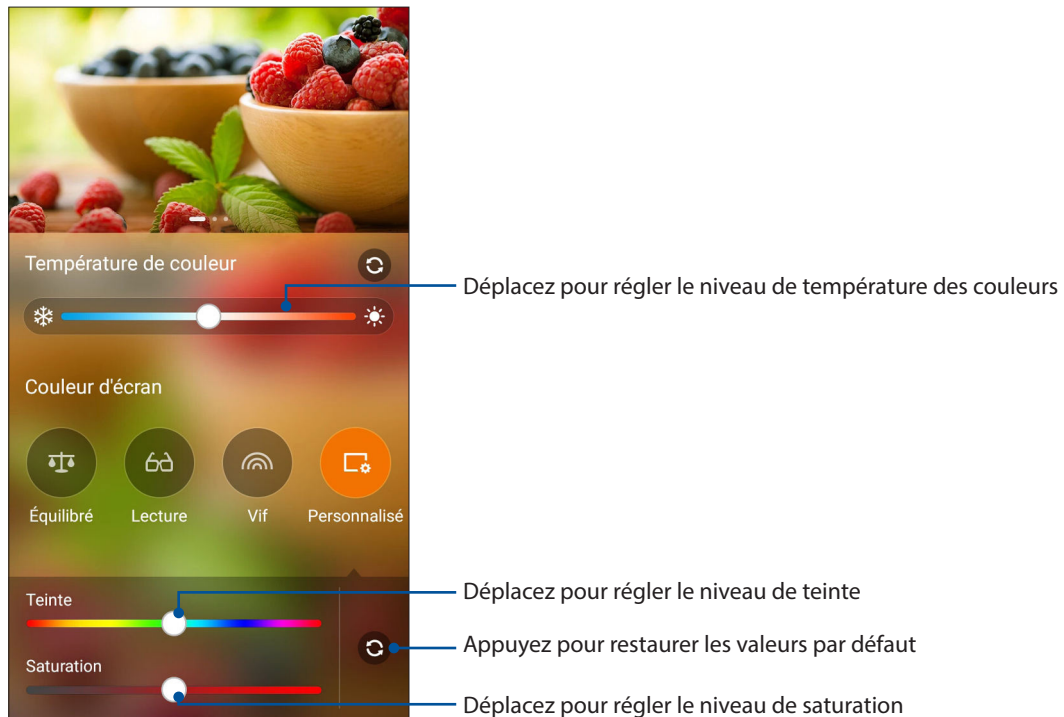 Température de couleur
Déplacez pour régler le niveau de température des couleurs
Couleur d'écran
Équilibré Lecture Vif Personnalisé
Teinte
Déplacez pour régler le niveau de teinte
Appuyez pour restaurer les valeurs par défaut
Saturation
Déplacez pour régler le niveau de saturation